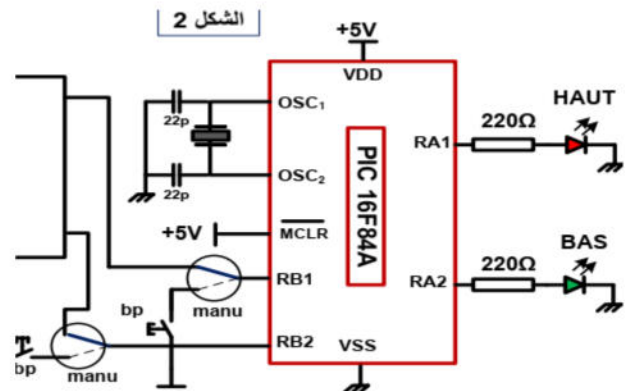 الشكل 2
+5V
VDD
OSC1
22p
OSC2
22p
+5V
MCLR
RB1
manu
bp
RB2
VSS
bp
manu
PIC 16F84A
RA1
220Ω
HAUT
RA2
220Ω
BAS